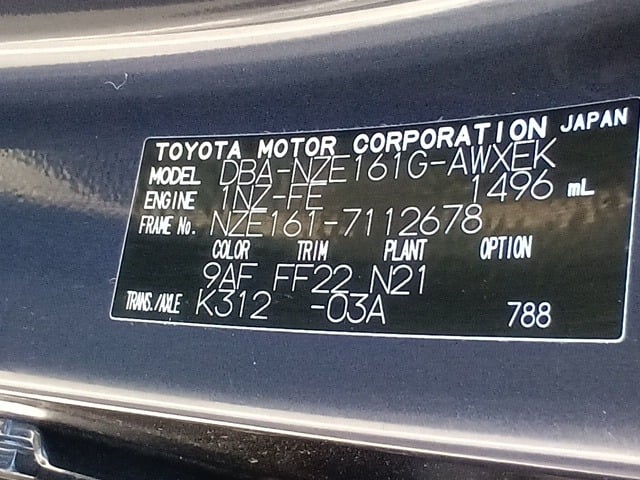 TOYOTA MOTOR CORPORATION JAPAN
MODEL DBA-NZE161G-AWXEK
ENGINE 1NZ-FE 1496 mL
FRAME No. NZE161-7112678
COLOR TRIM PLANT OPTION
9AF FF22 N21
TRANS./AXLE K312 -03A 788